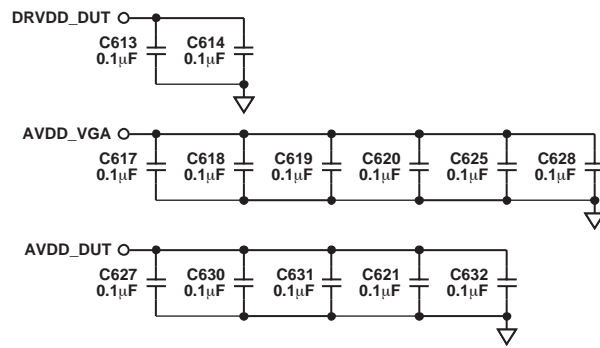 DRVDD_DUT
C613
0.1µF
C614
0.1µF
AVDD_VGA
C617
0.1µF
C618
0.1µF
C619
0.1µF
C620
0.1µF
C625
0.1µF
C628
0.1µF
AVDD_DUT
C627
0.1µF
C630
0.1µF
C631
0.1µF
C621
0.1µF
C632
0.1µF